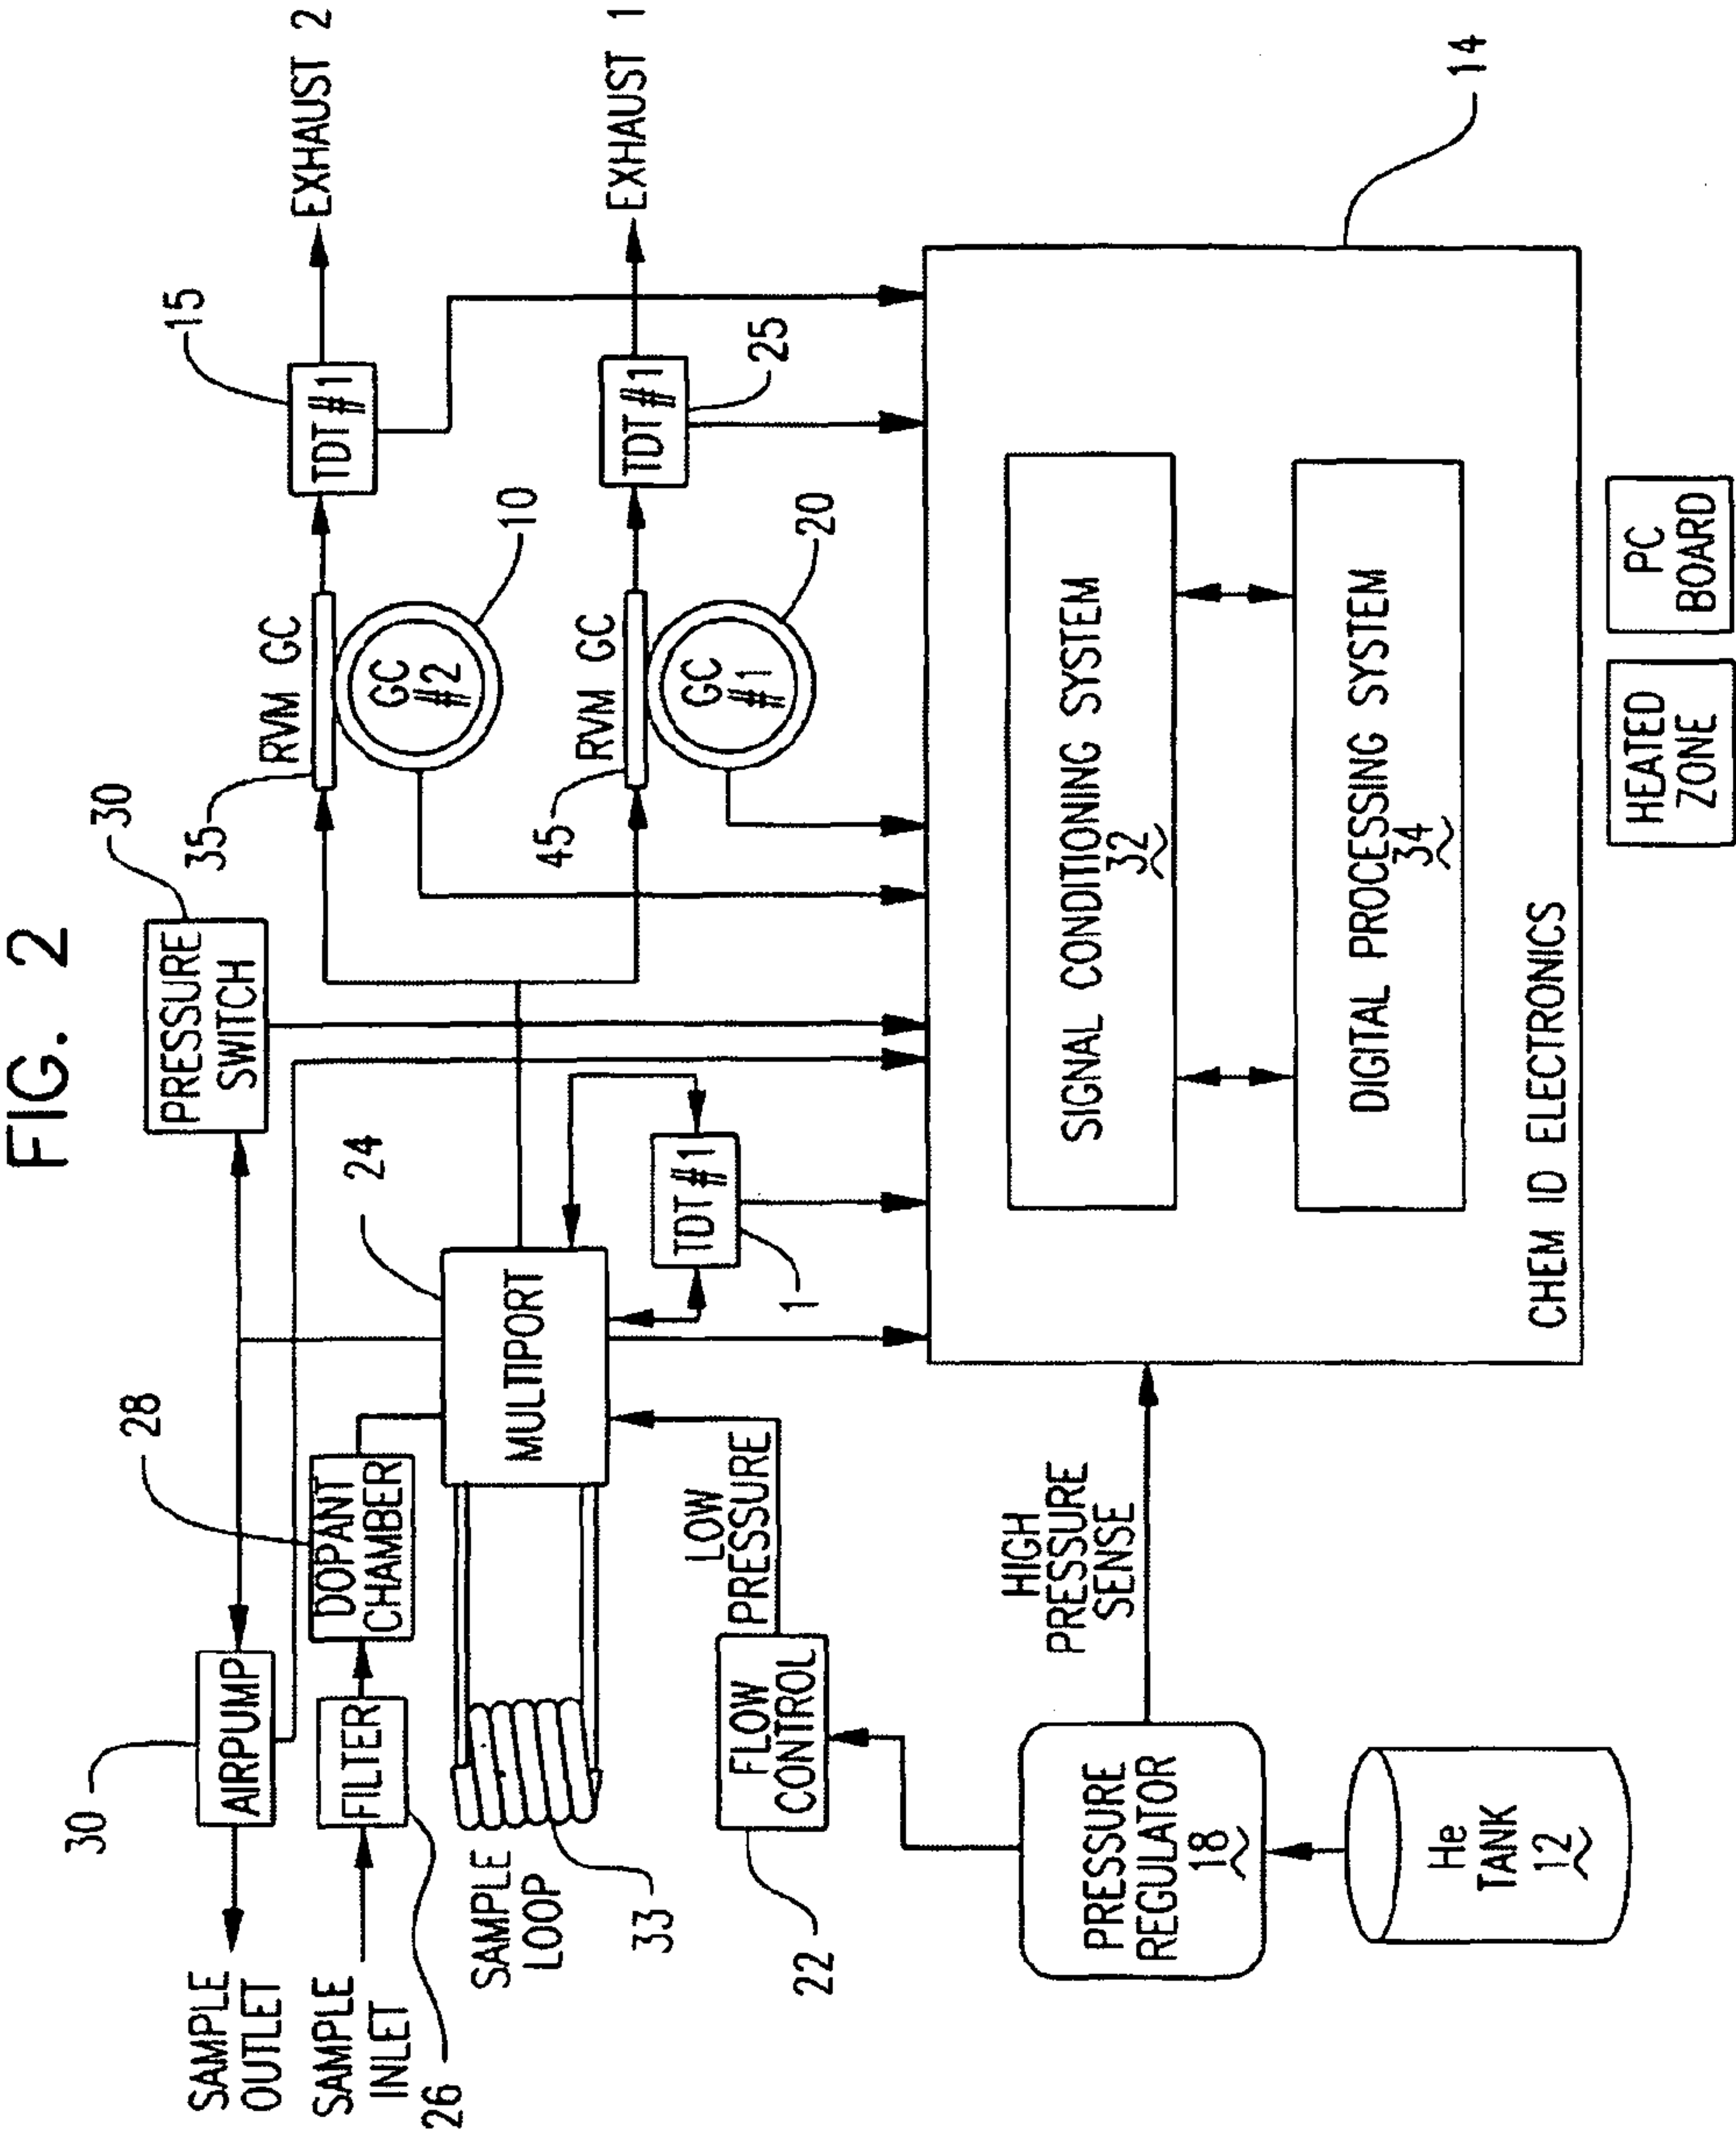 FIG. 2
30
PRESSURE
SWITCH
30
AIRPUMP
SAMPLE
OUTLET
SAMPLE
INLET
26
FILTER
28
DOPANT
CHAMBER
24
MULTIPORT
SAMPLE
LOOP
33
35
RVM GC
GC
#2
10
15
TDT #1
EXHAUST 2
45
RVM GC
GC
#1
20
25
TDT #1
EXHAUST 1
TDT #1
1
LOW
PRESSURE
FLOW
CONTROL
22
HIGH
PRESSURE
SENSE
PRESSURE
REGULATOR
18
He
TANK
12
SIGNAL CONDITIONING SYSTEM
32
DIGITAL PROCESSING SYSTEM
34
CHEM ID ELECTRONICS
14
HEATED
ZONE
PC
BOARD